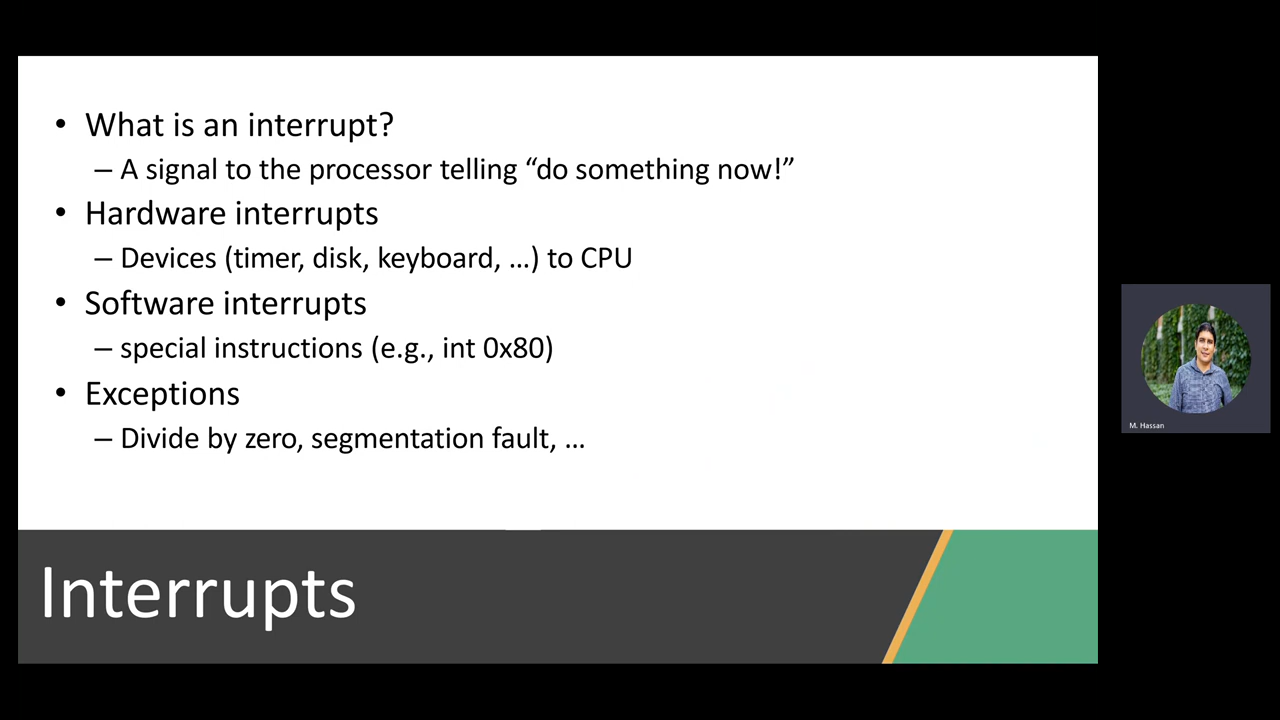 • What is an interrupt?
– A signal to the processor telling “do something now!”
• Hardware interrupts
– Devices (timer, disk, keyboard, …) to CPU
• Software interrupts
– special instructions (e.g., int 0x80)
• Exceptions
– Divide by zero, segmentation fault, …
Interrupts
M. Hassan